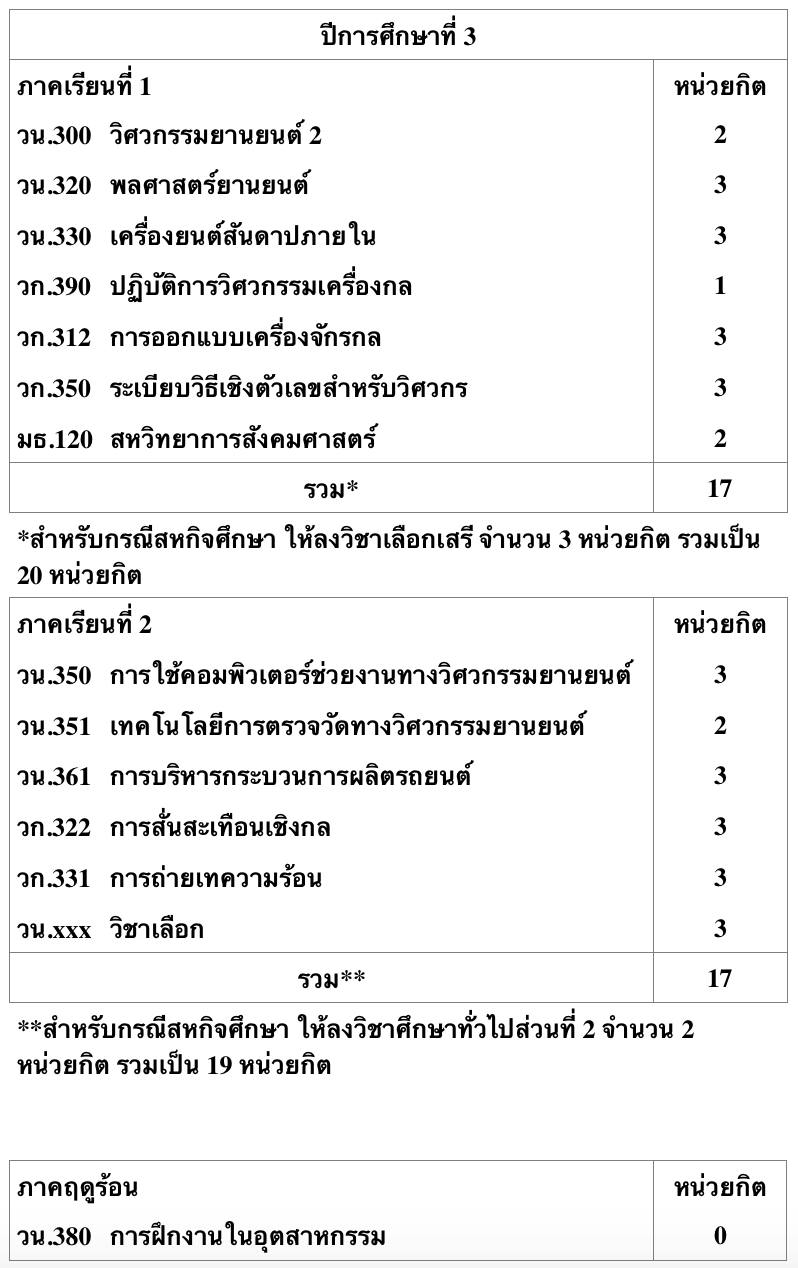 ปีการศึกษาที่ 3
ภาคเรียนที่ 1 หน่วยกิต
วน.300 วิศวกรรมยานยนต์ 2 2
วน.320 พลศาสตร์ยานยนต์ 3
วน.330 เครื่องยนต์สันดาปภายใน 3
วก.390 ปฏิบัติการวิศวกรรมเครื่องกล 1
วก.312 การออกแบบเครื่องจักรกล 3
วก.350 ระเบียบวิธีเชิงตัวเลขสำหรับวิศวกร 3
มธ.120 สหวิทยาการสังคมศาสตร์ 2
รวม* 17
*สำหรับกรณีสหกิจศึกษา ให้ลงวิชาเลือกเสรี จำนวน 3 หน่วยกิต รวมเป็น
20 หน่วยกิต
ภาคเรียนที่ 2 หน่วยกิต
วน.350 การใช้คอมพิวเตอร์ช่วยงานทางวิศวกรรมยานยนต์ 3
วน.351 เทคโนโลยีการตรวจวัดทางวิศวกรรมยานยนต์ 2
วน.361 การบริหารกระบวนการผลิตรถยนต์ 3
วก.322 การสั่นสะเทือนเชิงกล 3
วก.331 การถ่ายเทความร้อน 3
วน.xxx วิชาเลือก 3
รวม** 17
**สำหรับกรณีสหกิจศึกษา ให้ลงวิชาศึกษาทั่วไปส่วนที่ 2 จำนวน 2
หน่วยกิต รวมเป็น 19 หน่วยกิต
ภาคฤดูร้อน หน่วยกิต
วน.380 การฝึกงานในอุตสาหกรรม 0